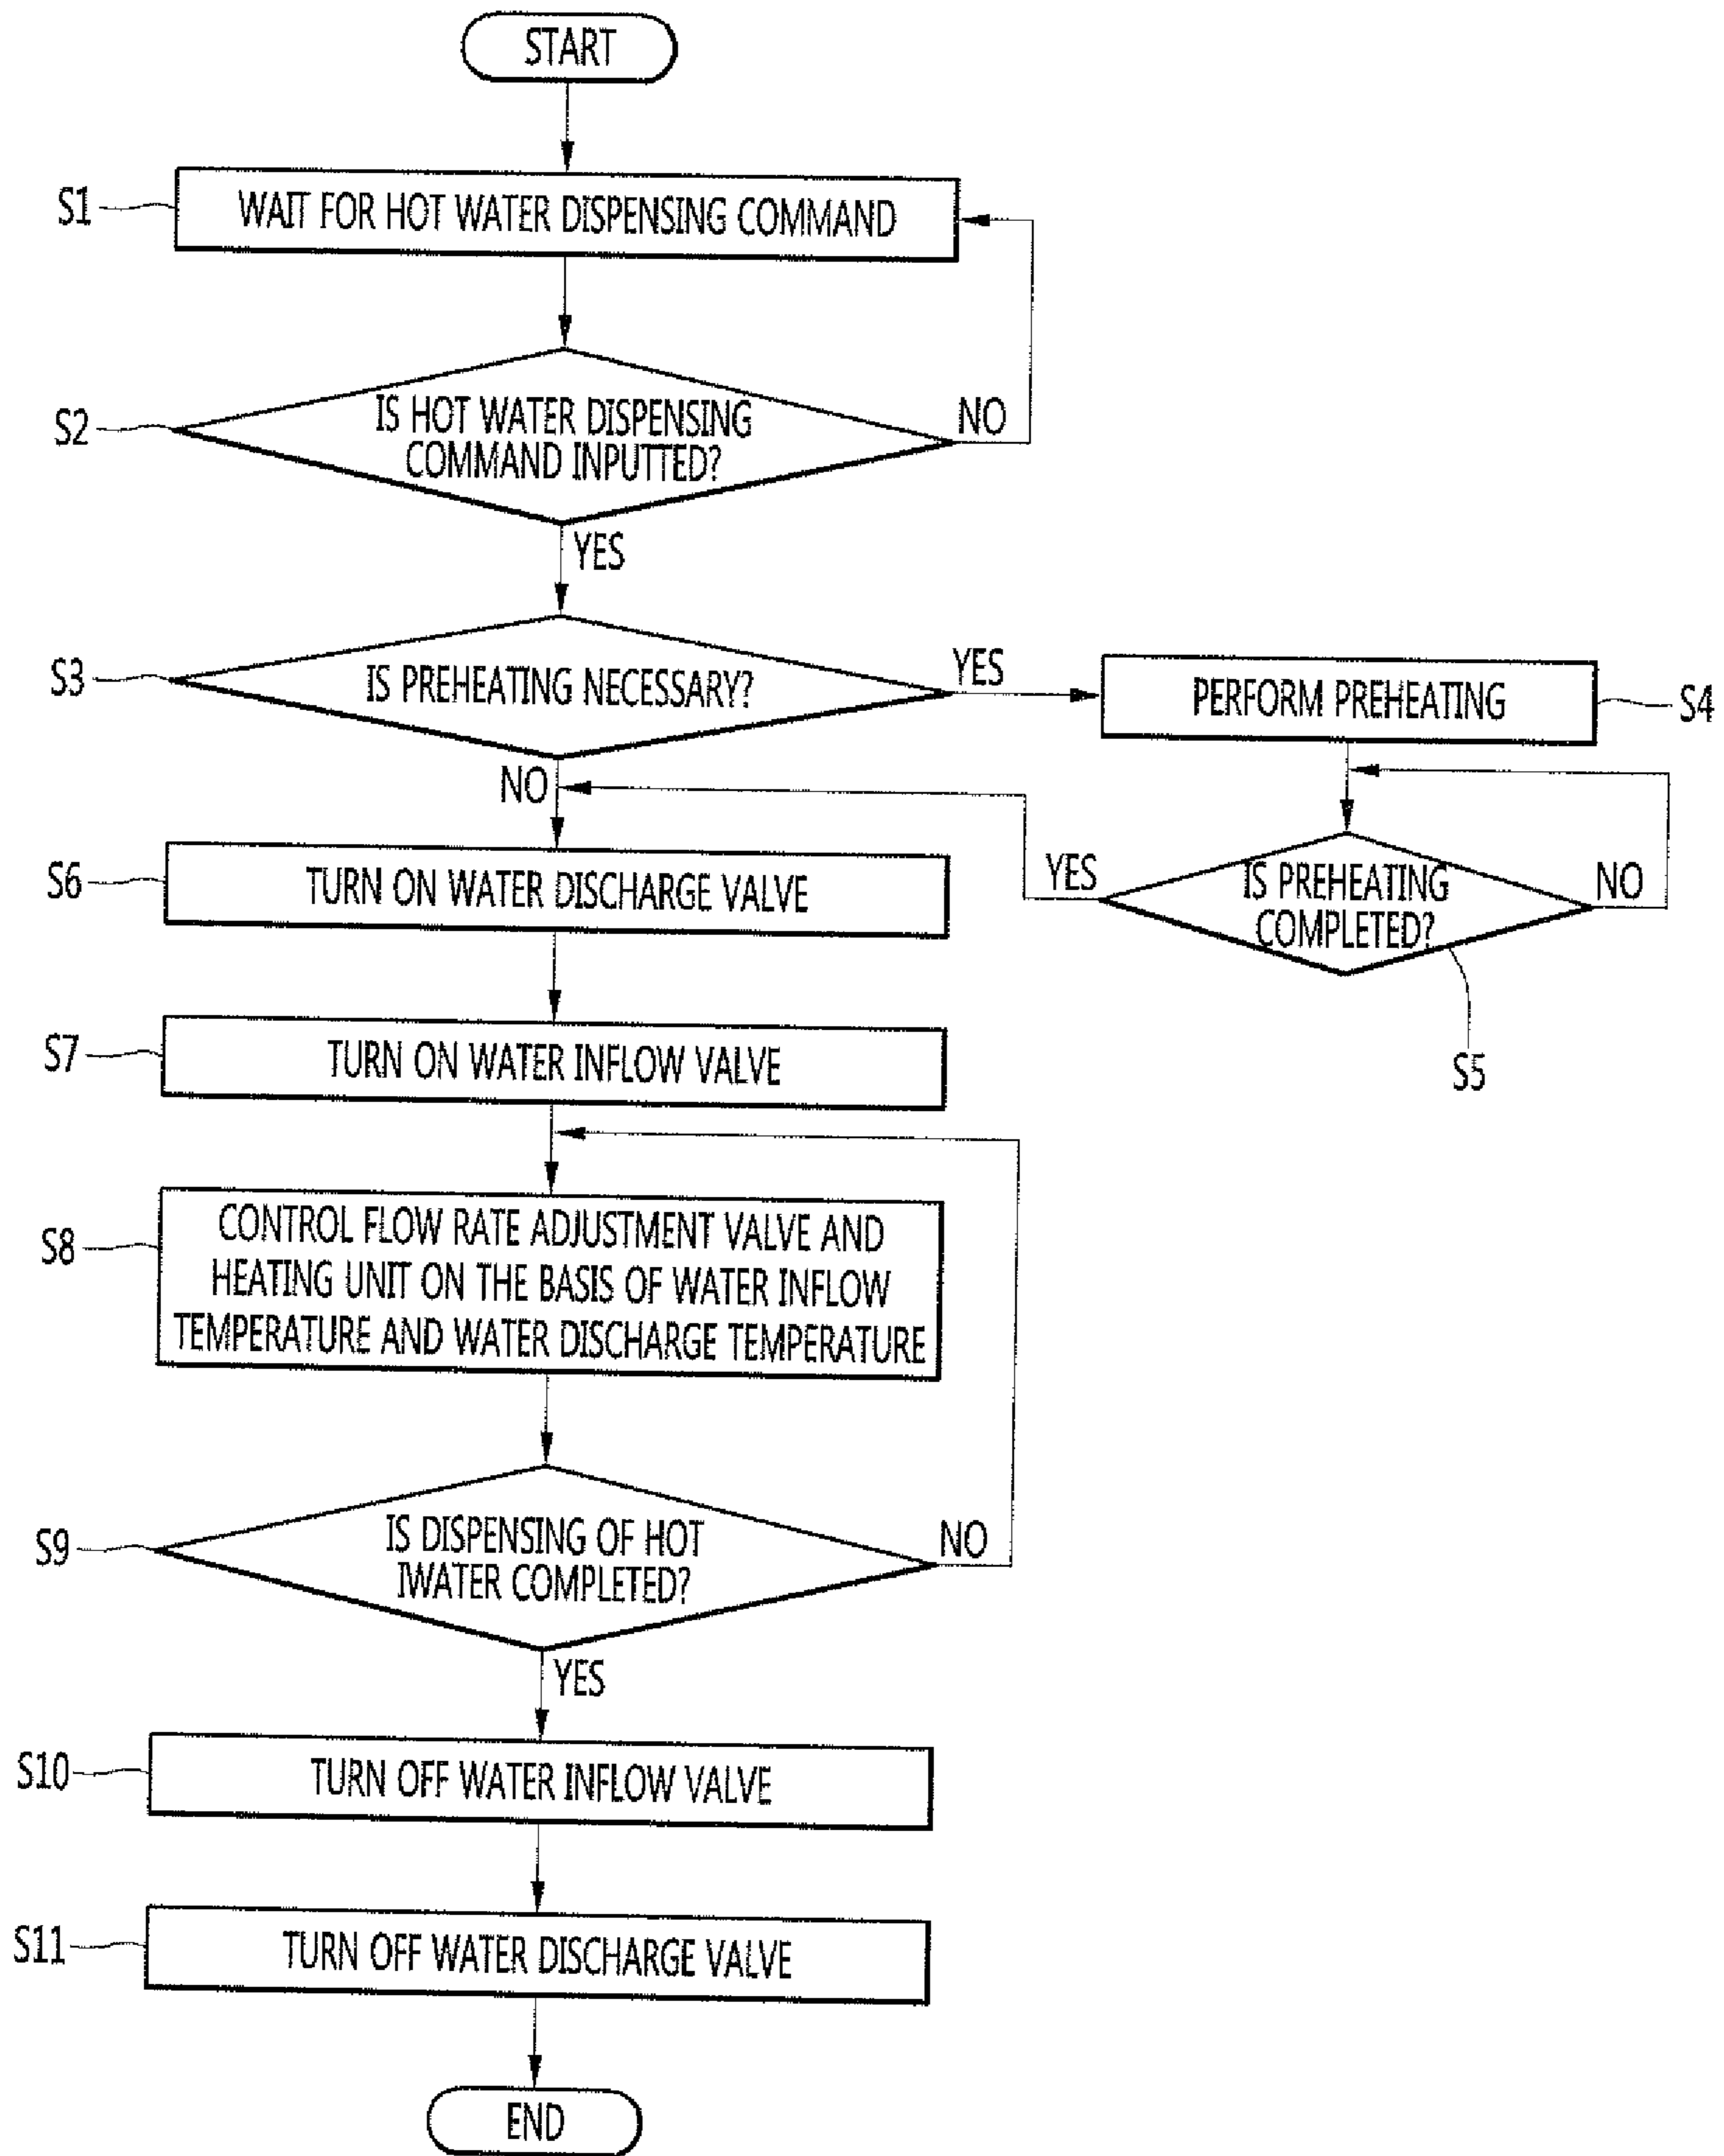 START
S1
WAIT FOR HOT WATER DISPENSING COMMAND
S2
IS HOT WATER DISPENSING
COMMAND INPUTTED?
NO
YES
S3
IS PREHEATING NECESSARY?
YES
PERFORM PREHEATING
S4
NO
S6
TURN ON WATER DISCHARGE VALVE
YES
IS PREHEATING
COMPLETED?
NO
S5
S7
TURN ON WATER INFLOW VALVE
S8
CONTROL FLOW RATE ADJUSTMENT VALVE AND
HEATING UNIT ON THE BASIS OF WATER INFLOW
TEMPERATURE AND WATER DISCHARGE TEMPERATURE
S9
IS DISPENSING OF HOT
IWATER COMPLETED?
NO
YES
S10
TURN OFF WATER INFLOW VALVE
S11
TURN OFF WATER DISCHARGE VALVE
END